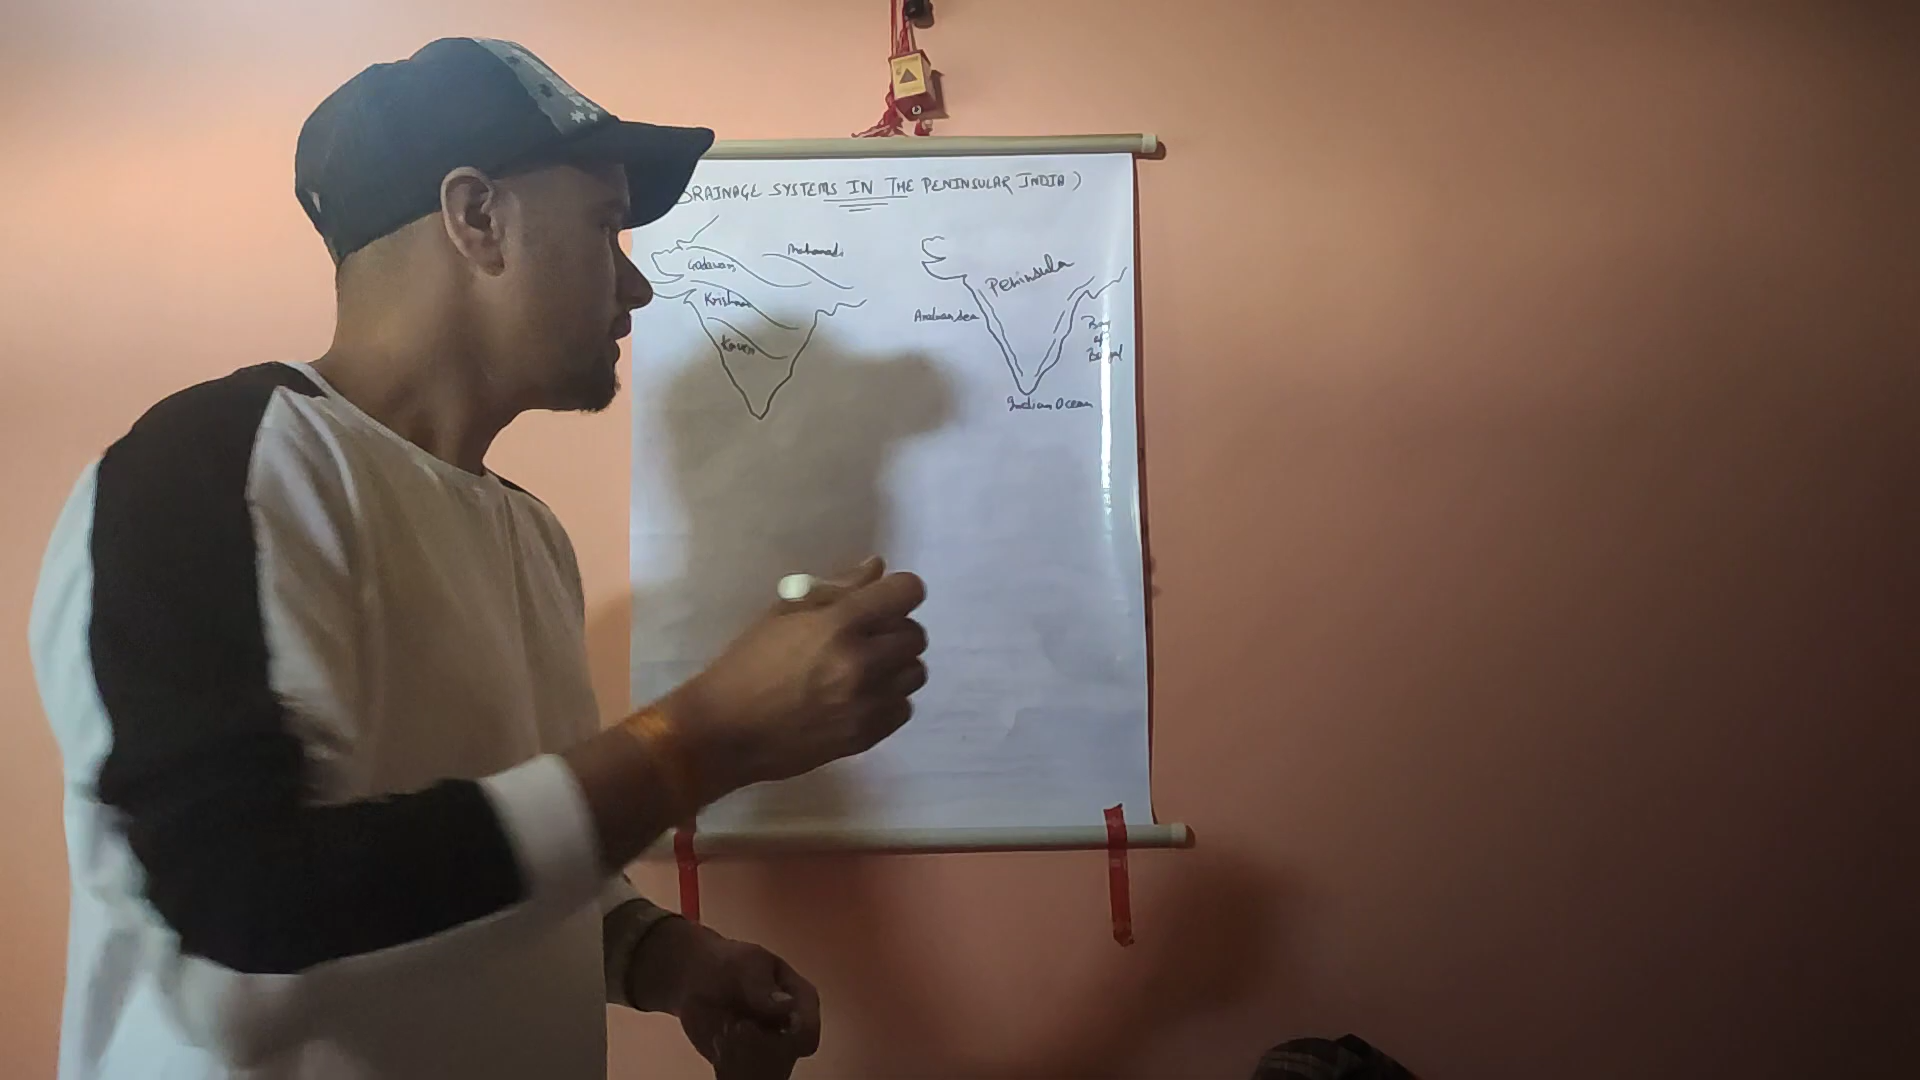 DRAINAGE SYSTEMS IN THE PENINSULAR INDIA)
Mahanadi
Godavari
Krishna
Kaveri
Peninsula
Arabian Sea
Bay
of
Bengal
Indian Ocean